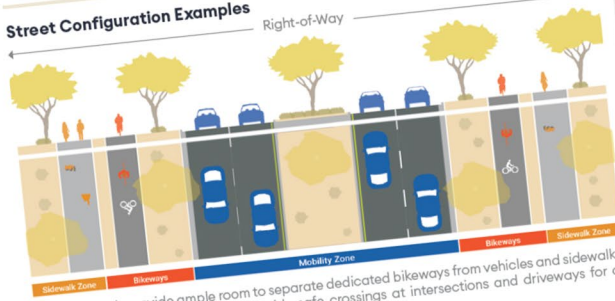 Street Configuration Examples
Right-of-Way
Sidewalk Zone
Bikeways
Mobility Zone
Bikeways
Sidewalk Zone
ample room to separate dedicated bikeways from vehicles and sidewalk
safe crossings at intersections and driveways for